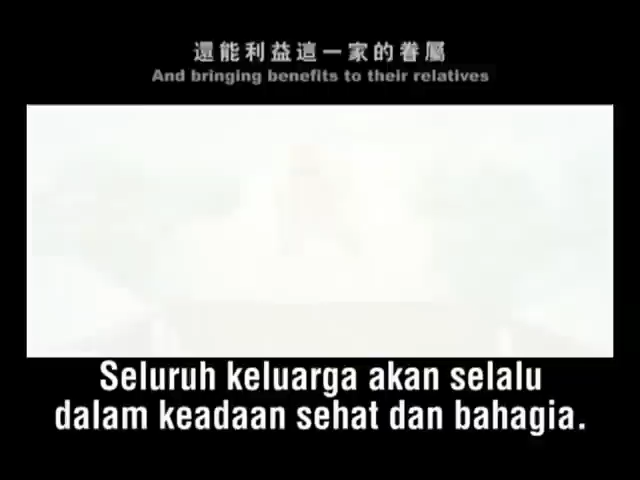 還能利益這一家的眷屬
And bringing benefits to their relatives
Seluruh keluarga akan selalu
dalam keadaan sehat dan bahagia.